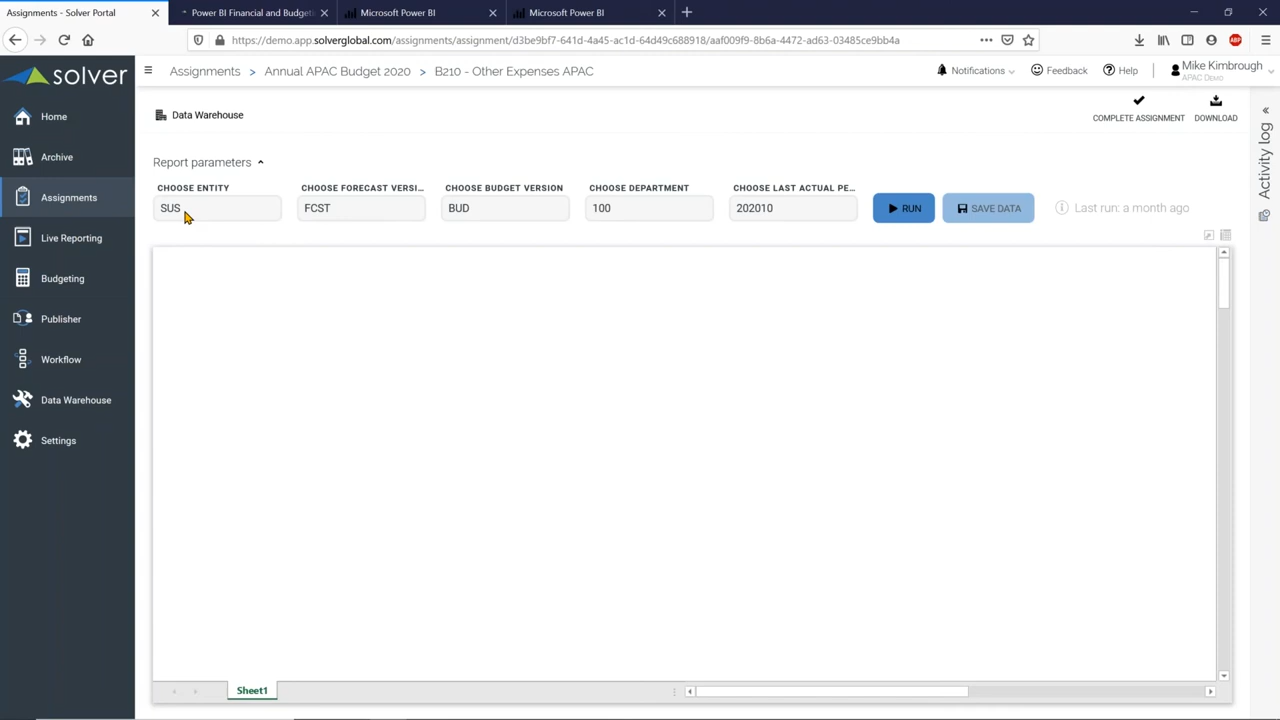 Assignments - Solver Portal
Power BI Financial and Budgeti
Microsoft Power BI
Microsoft Power BI
https://demo.app.solverglobal.com/assignments/assignment/d3be9bf7-641d-4a45-ac1d-64d49c688918/aaf009f9-8b6a-4472-ad63-03485ce9bb4a
ABP
solver
Assignments > Annual APAC Budget 2020 > B210 - Other Expenses APAC
Notifications
Feedback
Help
Mike Kimbrough
APAC Demo
Home
Archive
Assignments
Live Reporting
Budgeting
Publisher
Workflow
Data Warehouse
Settings
Data Warehouse
COMPLETE ASSIGNMENT
DOWNLOAD
Activity log
Report parameters
CHOOSE ENTITY
CHOOSE FORECAST VERSI...
CHOOSE BUDGET VERSION
CHOOSE DEPARTMENT
CHOOSE LAST ACTUAL PE...
SUS
FCST
BUD
100
202010
RUN
SAVE DATA
Last run: a month ago
Sheet1